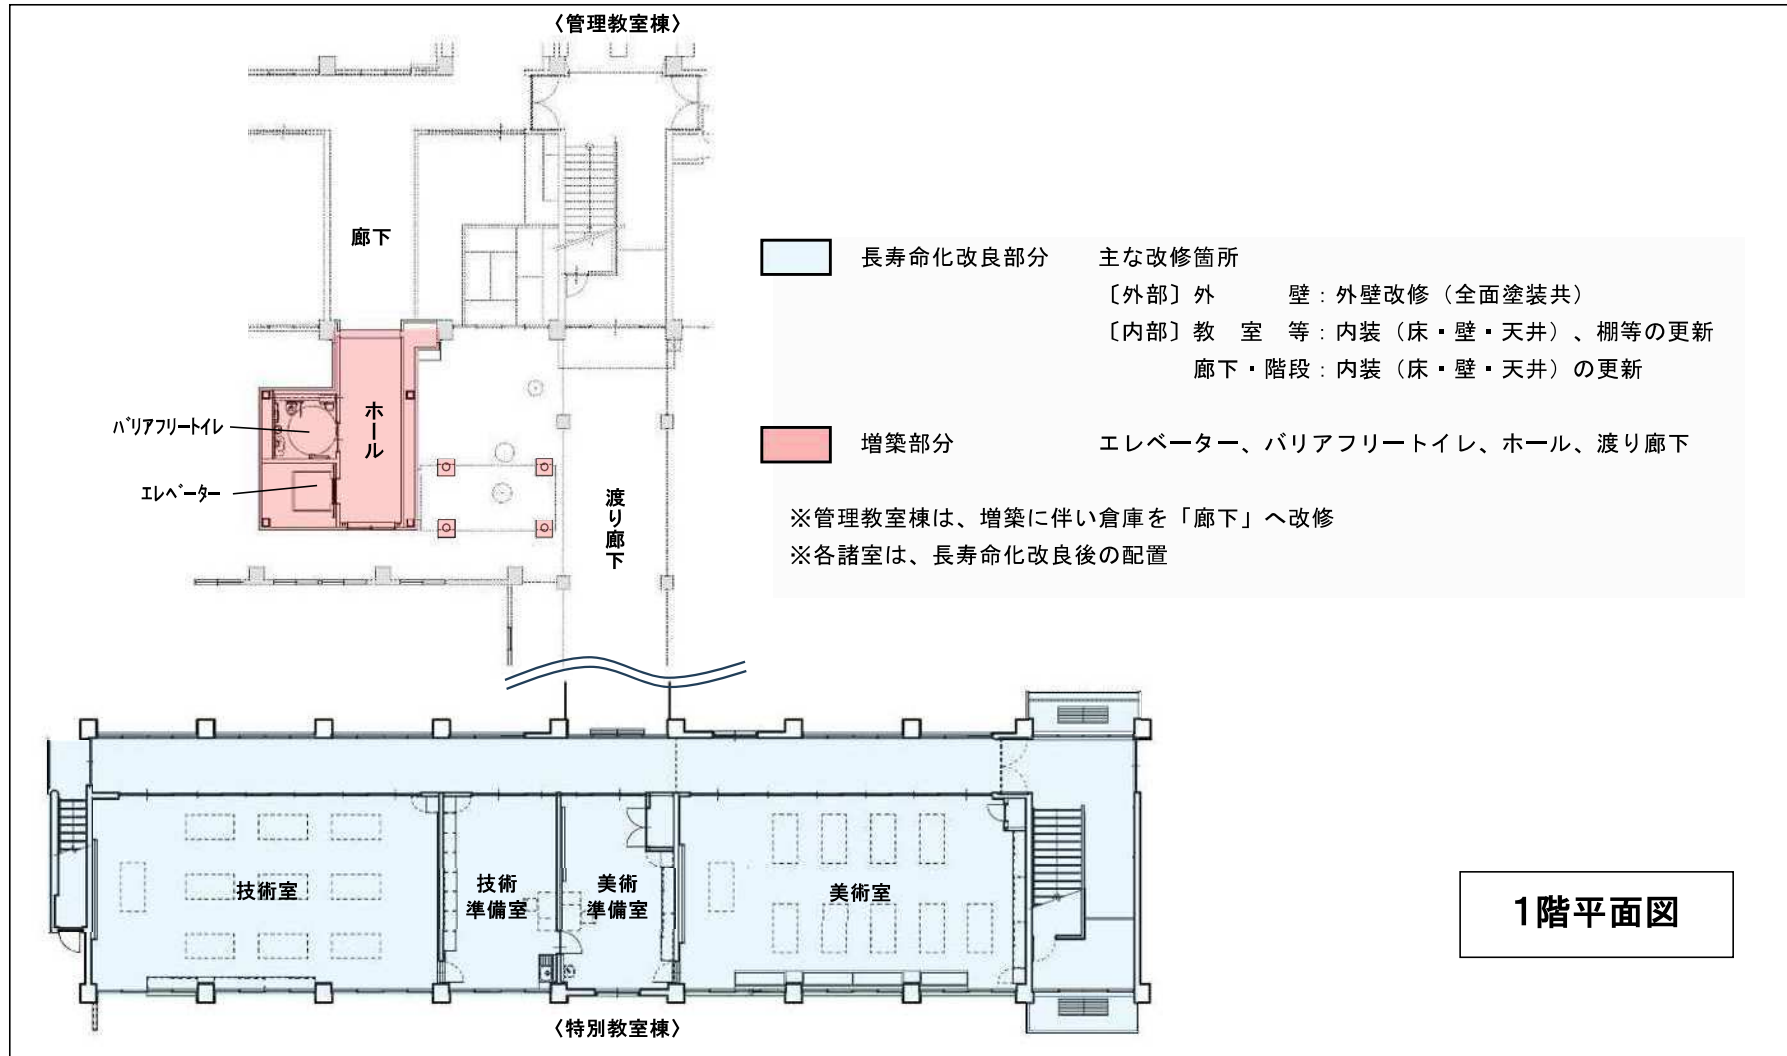 〈管理教室棟〉
廊下
ホール
バリアフリートイレ
エレベーター
渡り廊下
長寿命化改良部分　主な改修箇所
〔外部〕外　　壁：外壁改修（全面塗装共）
〔内部〕教　室　等：内装（床・壁・天井）、棚等の更新
廊下・階段：内装（床・壁・天井）の更新
増築部分　エレベーター、バリアフリートイレ、ホール、渡り廊下
※管理教室棟は、増築に伴い倉庫を「廊下」へ改修
※各諸室は、長寿命化改良後の配置
技術室
技術
準備室
美術
準備室
美術室
〈特別教室棟〉
1階平面図